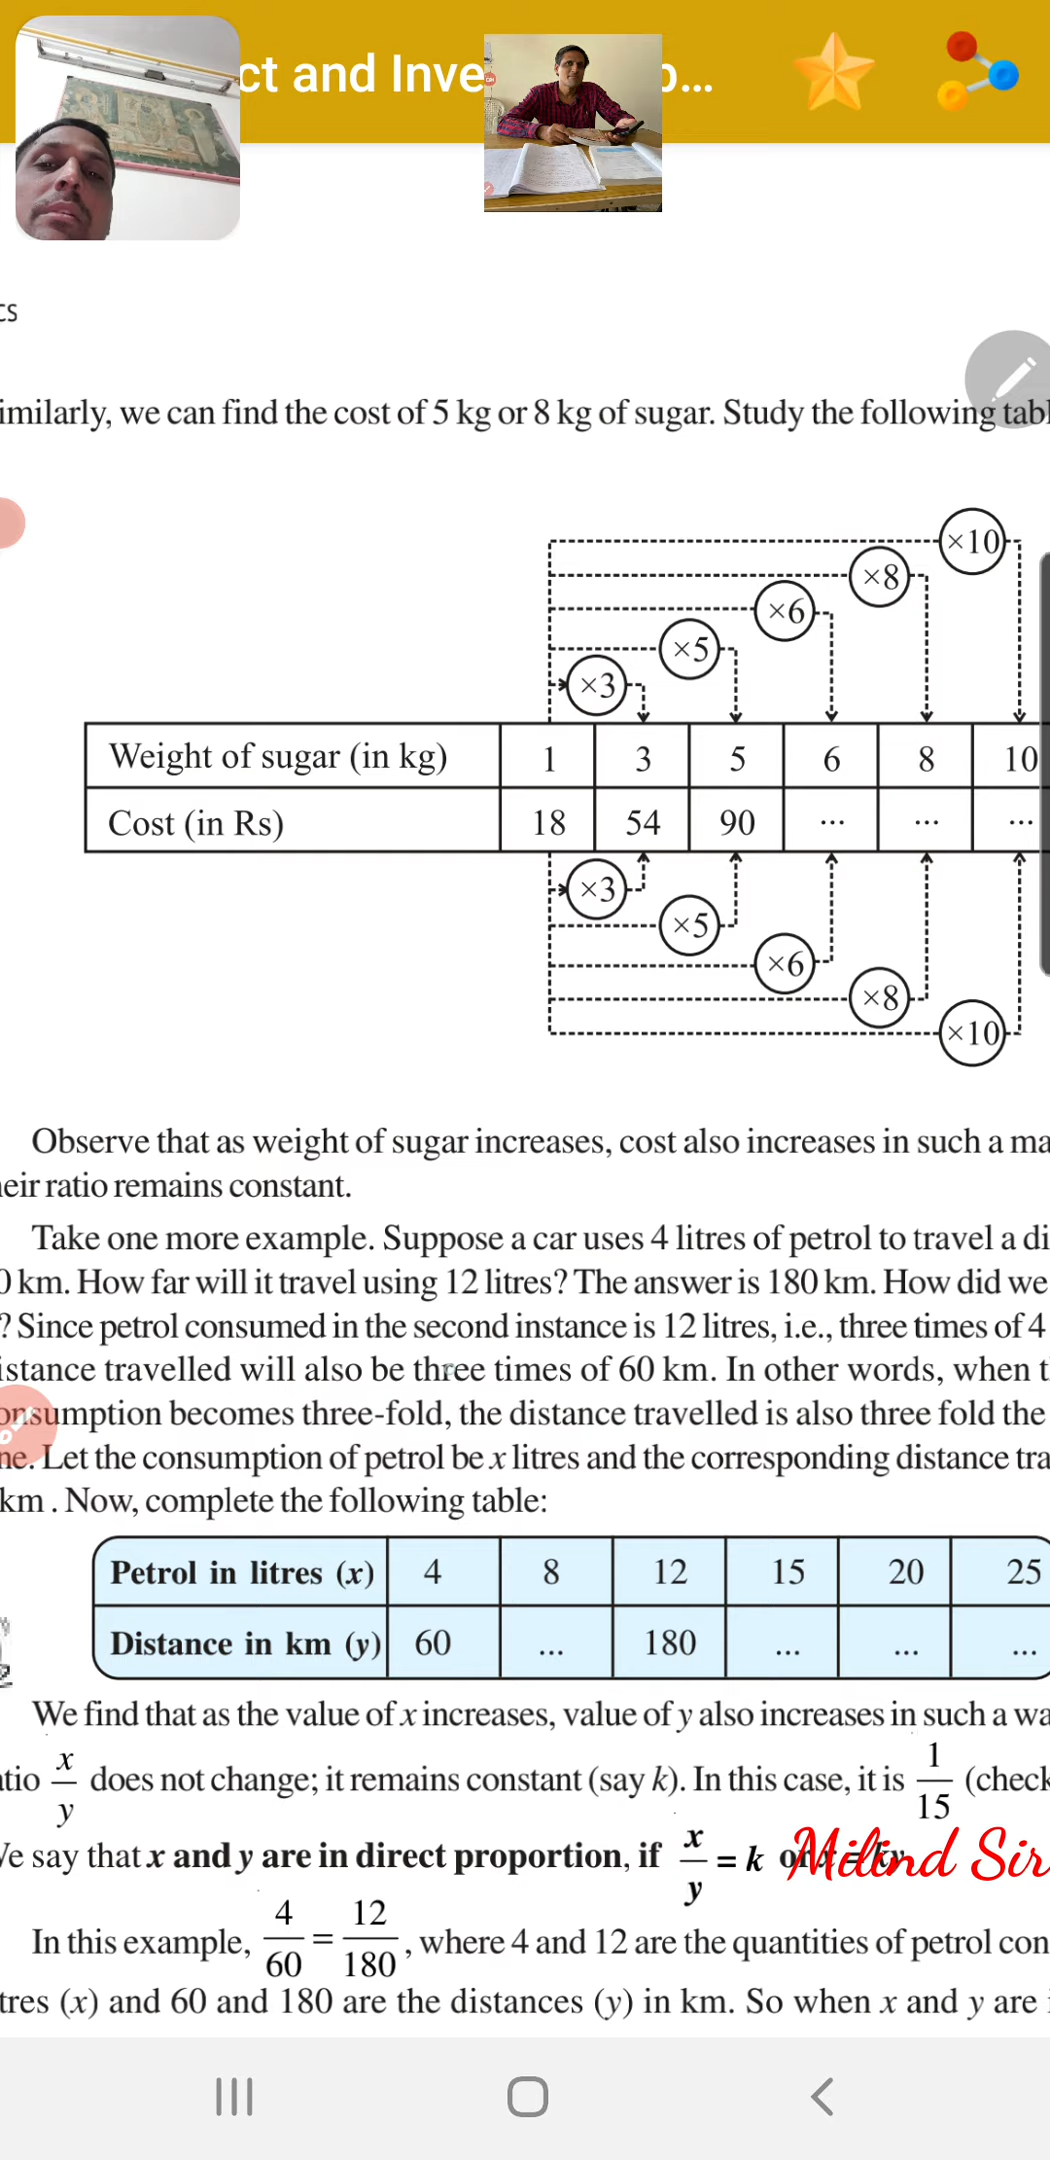 ct and Inve
o...
cs
imilarly, we can find the cost of 5 kg or 8 kg of sugar. Study the following tabl
×10
×8
×6
×5
×3
Weight of sugar (in kg) 1 3 5 6 8 10
Cost (in Rs) 18 54 90 ... ... ...
×3
×5
×6
×8
×10
Observe that as weight of sugar increases, cost also increases in such a ma
eir ratio remains constant.
Take one more example. Suppose a car uses 4 litres of petrol to travel a di
0 km. How far will it travel using 12 litres? The answer is 180 km. How did we
? Since petrol consumed in the second instance is 12 litres, i.e., three times of 4
istance travelled will also be three times of 60 km. In other words, when t
onsumption becomes three-fold, the distance travelled is also three fold the
ne. Let the consumption of petrol be x litres and the corresponding distance tra
km . Now, complete the following table:
Petrol in litres (x) 4 8 12 15 20 25
Distance in km (y) 60 ... 180 ... ... ...
We find that as the value of x increases, value of y also increases in such a wa
tio x/y does not change; it remains constant (say k). In this case, it is 1/15 (check
e say that x and y are in direct proportion, if x/y = k
Milind Sir
In this example, 4/60 = 12/180, where 4 and 12 are the quantities of petrol con
tres (x) and 60 and 180 are the distances (y) in km. So when x and y are